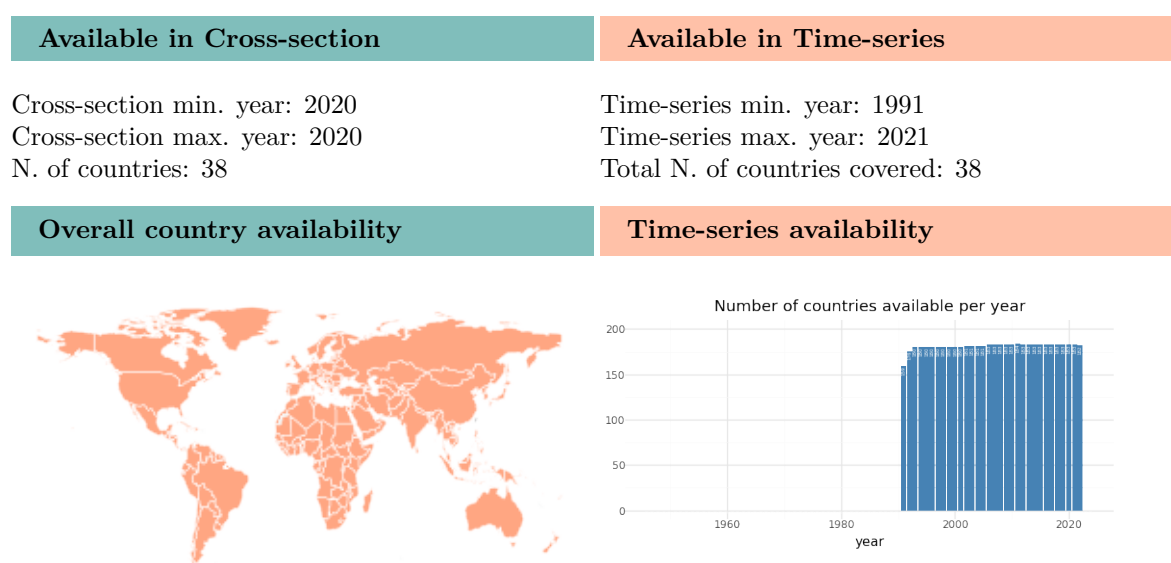 Available in Cross-section
Available in Time-series
Cross-section min. year: 2020
Cross-section max. year: 2020
N. of countries: 38
Time-series min. year: 1991
Time-series max. year: 2021
Total N. of countries covered: 38
Overall country availability
Time-series availability
Number of countries available per year
200
150
100
50
0
1960 1980 2000 2020
year